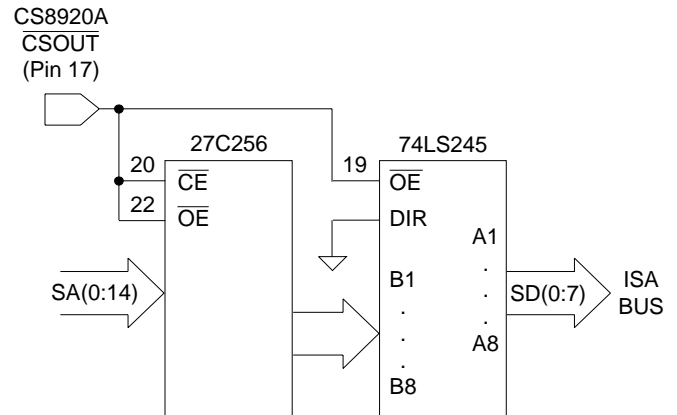 CS8920A
CSOUT
(Pin 17)
27C256
74LS245
20
CE
19
OE
22
OE
DIR
A1
.
.
.
A8
B1
.
.
.
B8
SA(0:14)
SD(0:7)
ISA
BUS